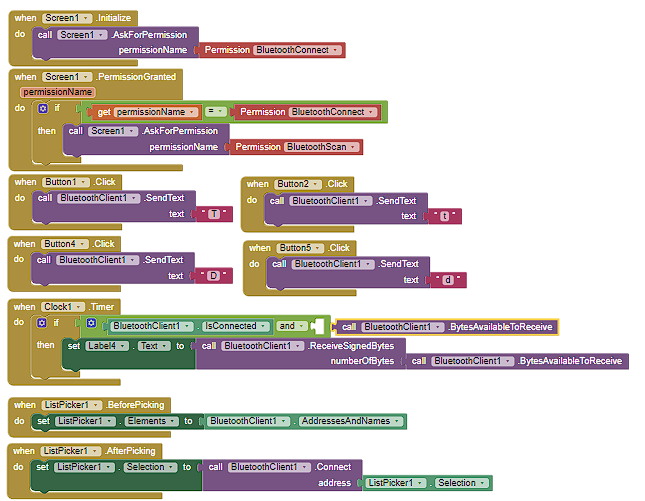 when Screen1 .Initialize
do call Screen1 .AskForPermission
permissionName Permission BluetoothConnect
when Screen1 .PermissionGranted
permissionName
do if get permissionName = Permission BluetoothConnect
then call Screen1 .AskForPermission
permissionName Permission BluetoothScan
when Button1 .Click
do call BluetoothClient1 .SendText
text " T "
when Button2 .Click
do call BluetoothClient1 .SendText
text " t "
when Button4 .Click
do call BluetoothClient1 .SendText
text " D "
when Button5 .Click
do call BluetoothClient1 .SendText
text " d "
when Clock1 .Timer
do if BluetoothClient1 . IsConnected and call BluetoothClient1 .BytesAvailableToReceive
then set Label4 . Text to call BluetoothClient1 .ReceiveSignedBytes
numberOfBytes call BluetoothClient1 .BytesAvailableToReceive
when ListPicker1 .BeforePicking
do set ListPicker1 . Elements to BluetoothClient1 . AddressesAndNames
when ListPicker1 .AfterPicking
do set ListPicker1 . Selection to call BluetoothClient1 .Connect
address ListPicker1 . Selection